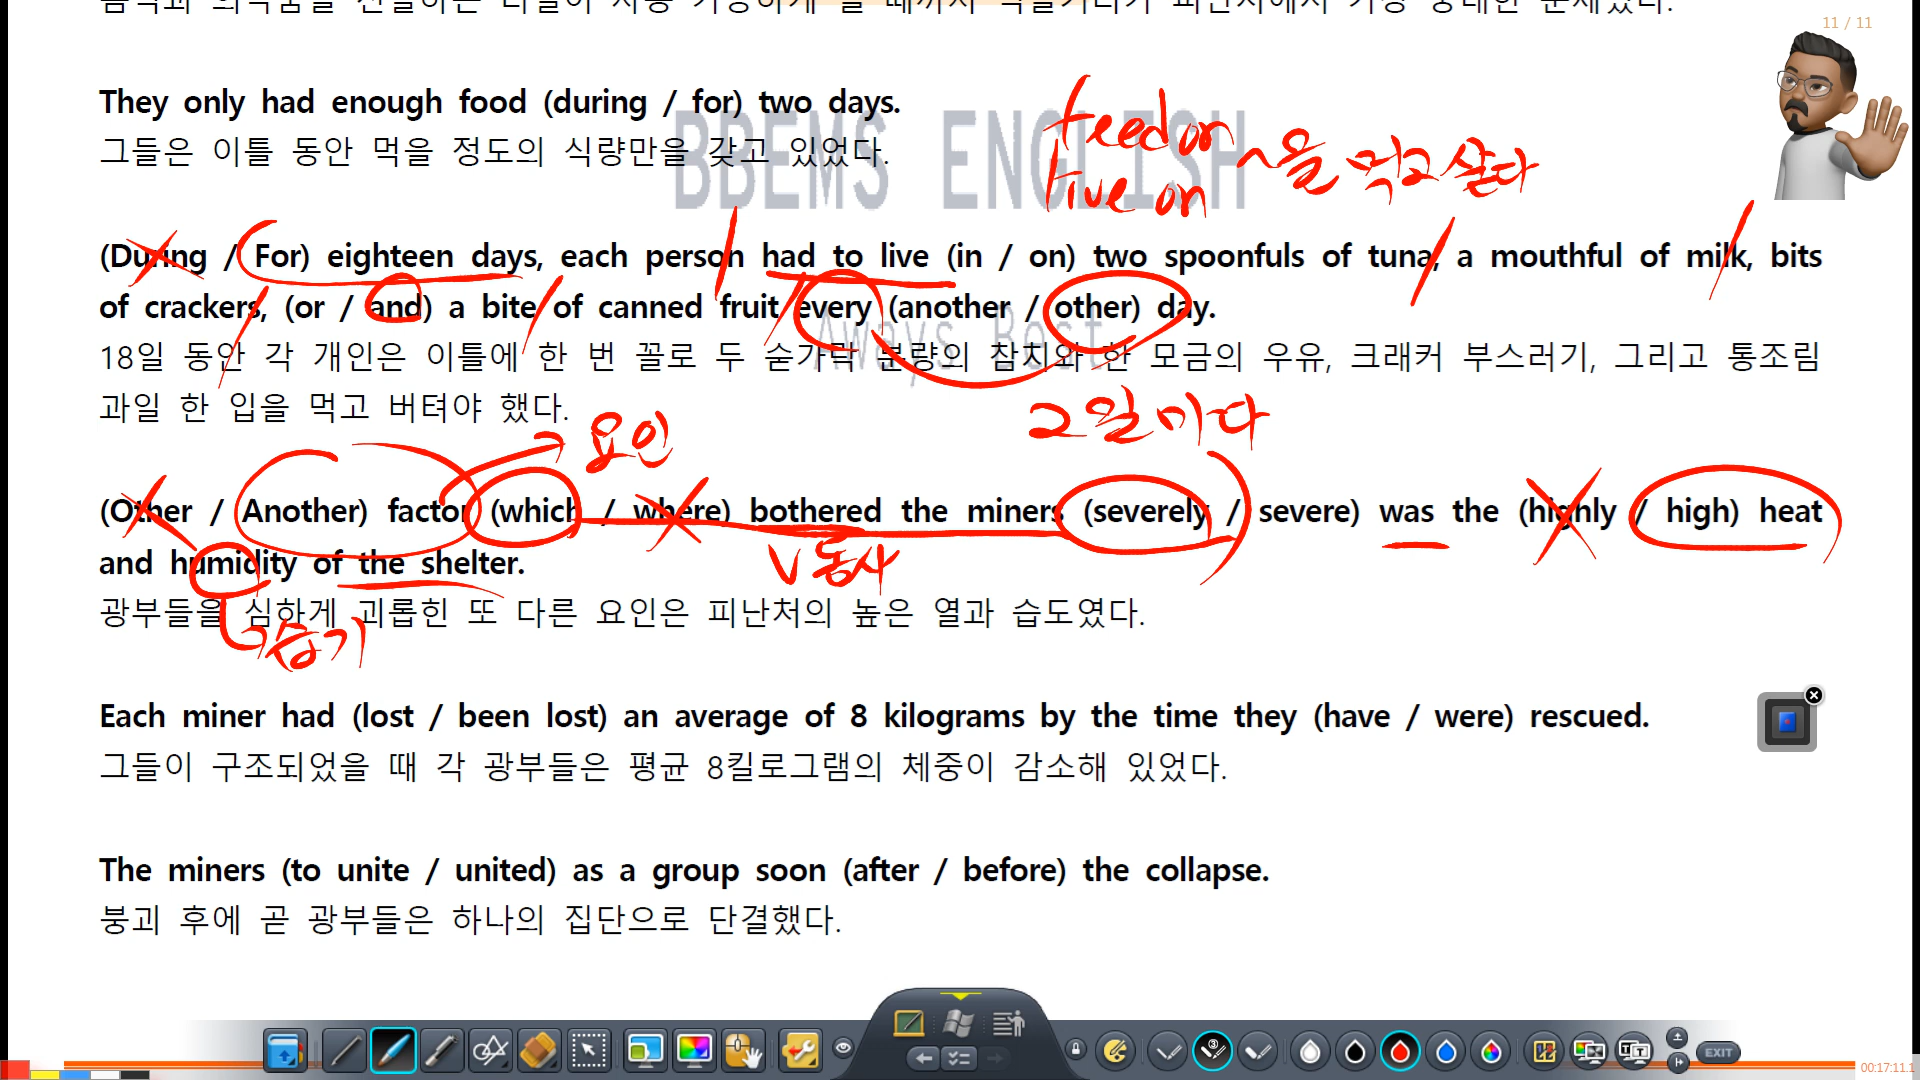 11 / 11
They only had enough food (during / for) two days.
그들은 이틀 동안 먹을 정도의 식량만을 갖고 있었다.
BBEMS ENGLISH
feed on
live on
~을 먹고 살다
(During / For) eighteen days, each person had to live (in / on) two spoonfuls of tuna, a mouthful of milk, bits
of crackers, (or / and) a bite of canned fruit every (another / other) day.
Aways Best
18일 동안 각 개인은 이틀에 한 번 꼴로 두 숟가락 분량의 참치와 한 모금의 우유, 크래커 부스러기, 그리고 통조림
과일 한 입을 먹고 버텨야 했다.
2일마다
요인
(Other / Another) factor (which / where) bothered the miners (severely / severe) was the (highly / high) heat
and humidity of the shelter.
V 동사
광부들을 심하게 괴롭힌 또 다른 요인은 피난처의 높은 열과 습도였다.
습기
Each miner had (lost / been lost) an average of 8 kilograms by the time they (have / were) rescued.
그들이 구조되었을 때 각 광부들은 평균 8킬로그램의 체중이 감소해 있었다.
The miners (to unite / united) as a group soon (after / before) the collapse.
붕괴 후에 곧 광부들은 하나의 집단으로 단결했다.
EXIT
00:17:11.1